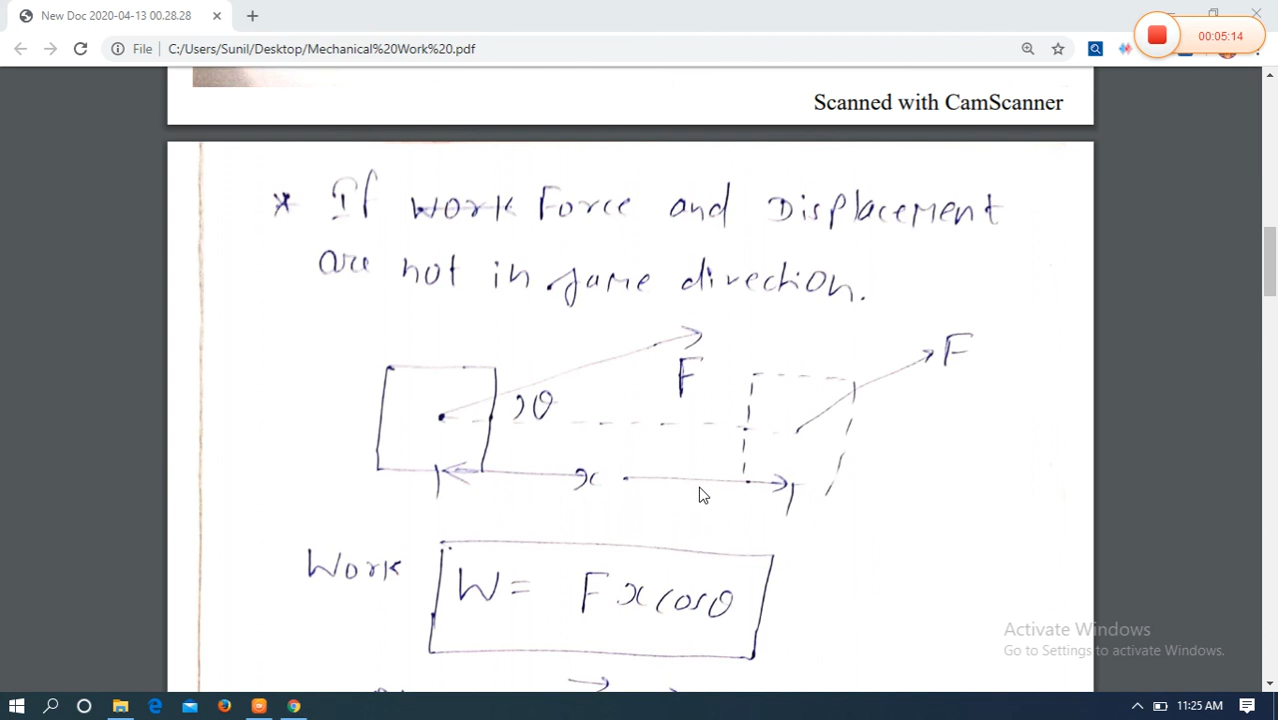 New Doc 2020-04-13 00.28.28
00:05:14
File C:/Users/Sunil/Desktop/Mechanical%20Work%20.pdf
Scanned with CamScanner
* If work Force and Displacement
are not in same direction.
F
F
θ
x
Work W = F x cosθ
Activate Windows
Go to Settings to activate Windows.
11:25 AM